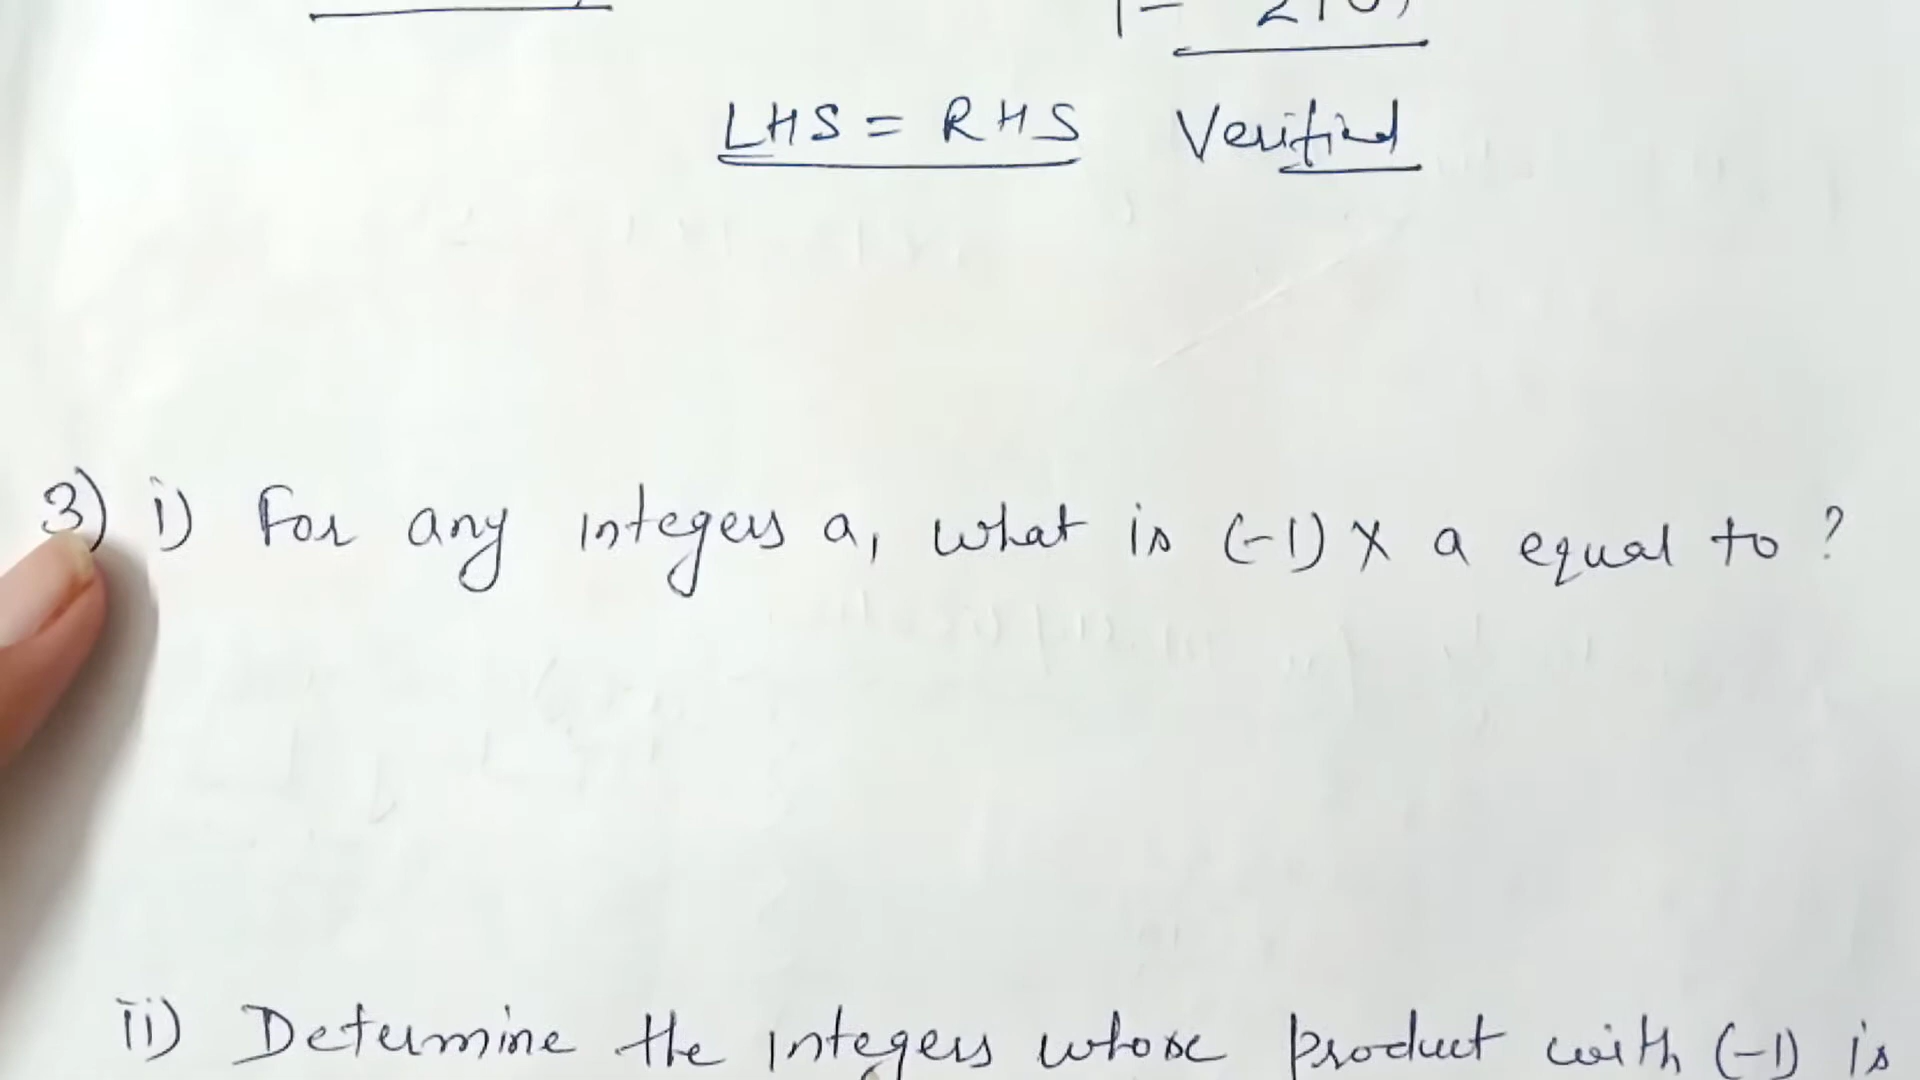 LHS = RHS Verified
3) i) For any integers a, what is (-1) × a equal to ?
ii) Determine the integers whose product with (-1) is